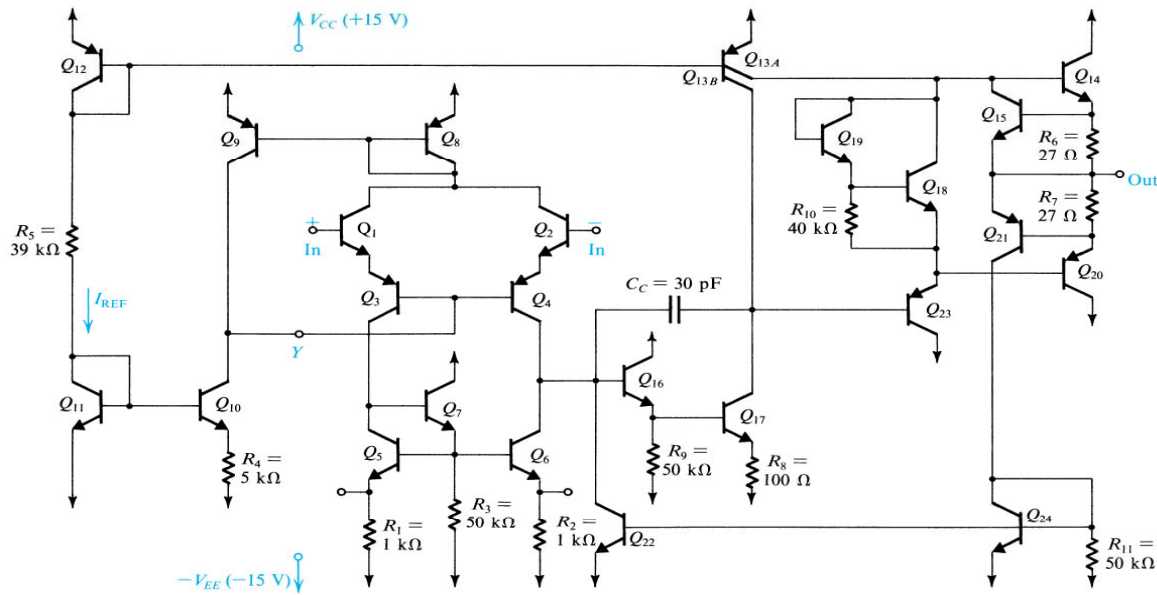 V_CC (+15 V)
Q12
Q13A
Q13B
Q14
Q9
Q8
Q19
Q15
R6 =
27 Ω
Out
+
In
Q1
Q2
−
In
Q18
R7 =
27 Ω
R5 =
39 kΩ
R10 =
40 kΩ
Q21
Q20
I_REF
Q3
Q4
C_C = 30 pF
Q23
Y
Q11
Q10
Q7
Q16
Q17
R4 =
5 kΩ
Q5
Q6
R9 =
50 kΩ
R8 =
100 Ω
R3 =
50 kΩ
R1 =
1 kΩ
R2 =
1 kΩ
Q22
Q24
R11 =
50 kΩ
−V_EE (−15 V)